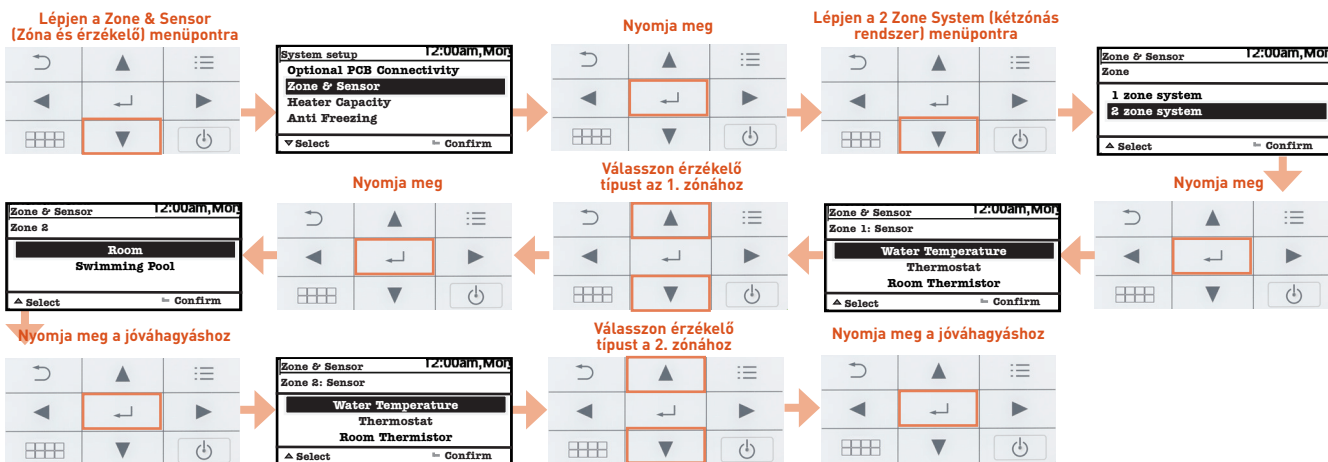 Lépjen a Zone & Sensor
(Zóna és érzékelő) menüpontra
System setup 12:00am,Mon
Optional PCB Connectivity
Zone & Sensor
Heater Capacity
Anti Freezing
Select Confirm
Nyomja meg
Lépjen a 2 Zone System (kétzónás
rendszer) menüpontra
Zone & Sensor 12:00am,Mon
Zone
1 zone system
2 zone system
Select Confirm
Nyomja meg
Zone & Sensor 12:00am,Mon
Zone 1: Sensor
Water Temperature
Thermostat
Room Thermistor
Select Confirm
Válasszon érzékelő
típust az 1. zónához
Nyomja meg
Zone & Sensor 12:00am,Mon
Zone 2
Room
Swimming Pool
Select Confirm
Nyomja meg a jóváhagyáshoz
Zone & Sensor 12:00am,Mon
Zone 2: Sensor
Water Temperature
Thermostat
Room Thermistor
Select Confirm
Válasszon érzékelő
típust a 2. zónához
Nyomja meg a jóváhagyáshoz